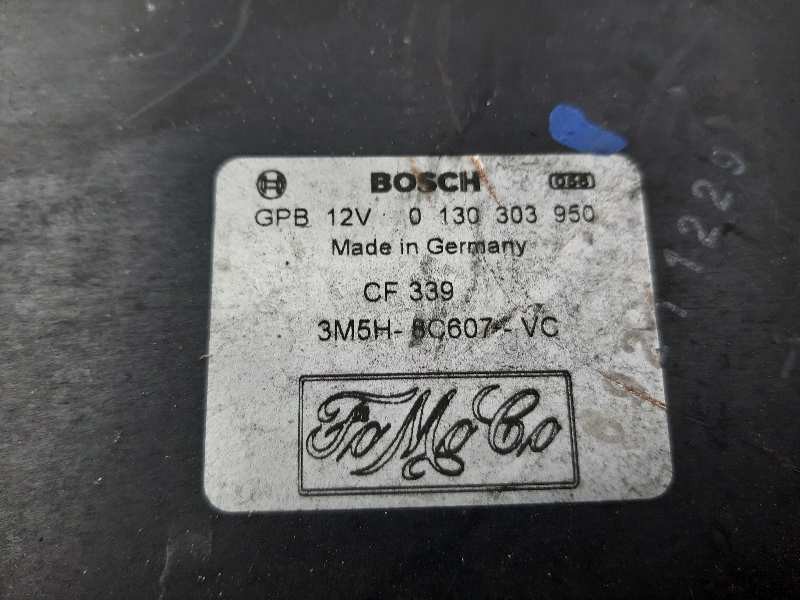 BOSCH
GPB 12V 0 130 303 950
Made in Germany
CF 339
3M5H-8C607-VC
FoMoCo